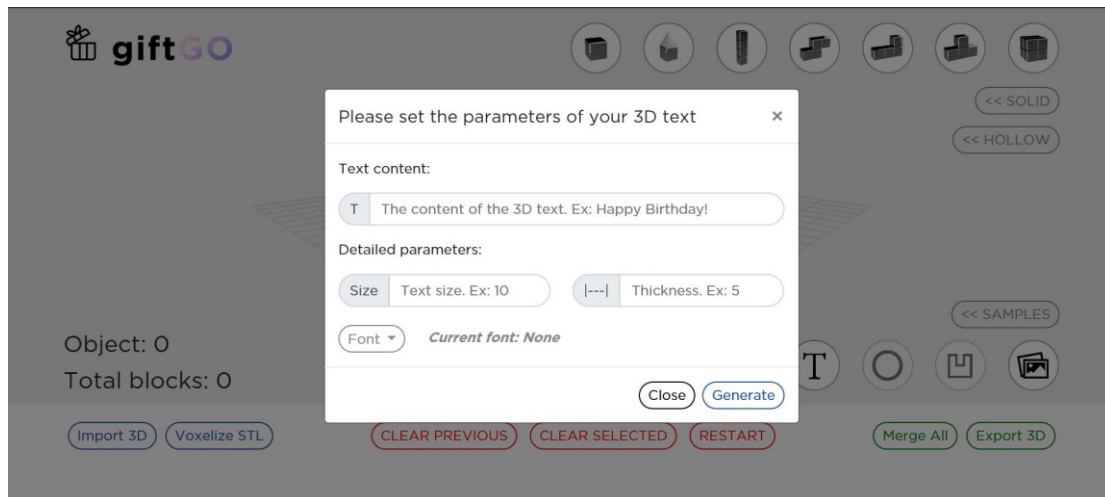 giftGO
<< SOLID
<< HOLLOW
Please set the parameters of your 3D text ×
Text content:
T The content of the 3D text. Ex: Happy Birthday!
Detailed parameters:
Size Text size. Ex: 10 |---| Thickness. Ex: 5
Font Current font: None
Close Generate
<< SAMPLES
Object: 0
Total blocks: 0
T
Import 3D Voxelize STL CLEAR PREVIOUS CLEAR SELECTED RESTART Merge All Export 3D